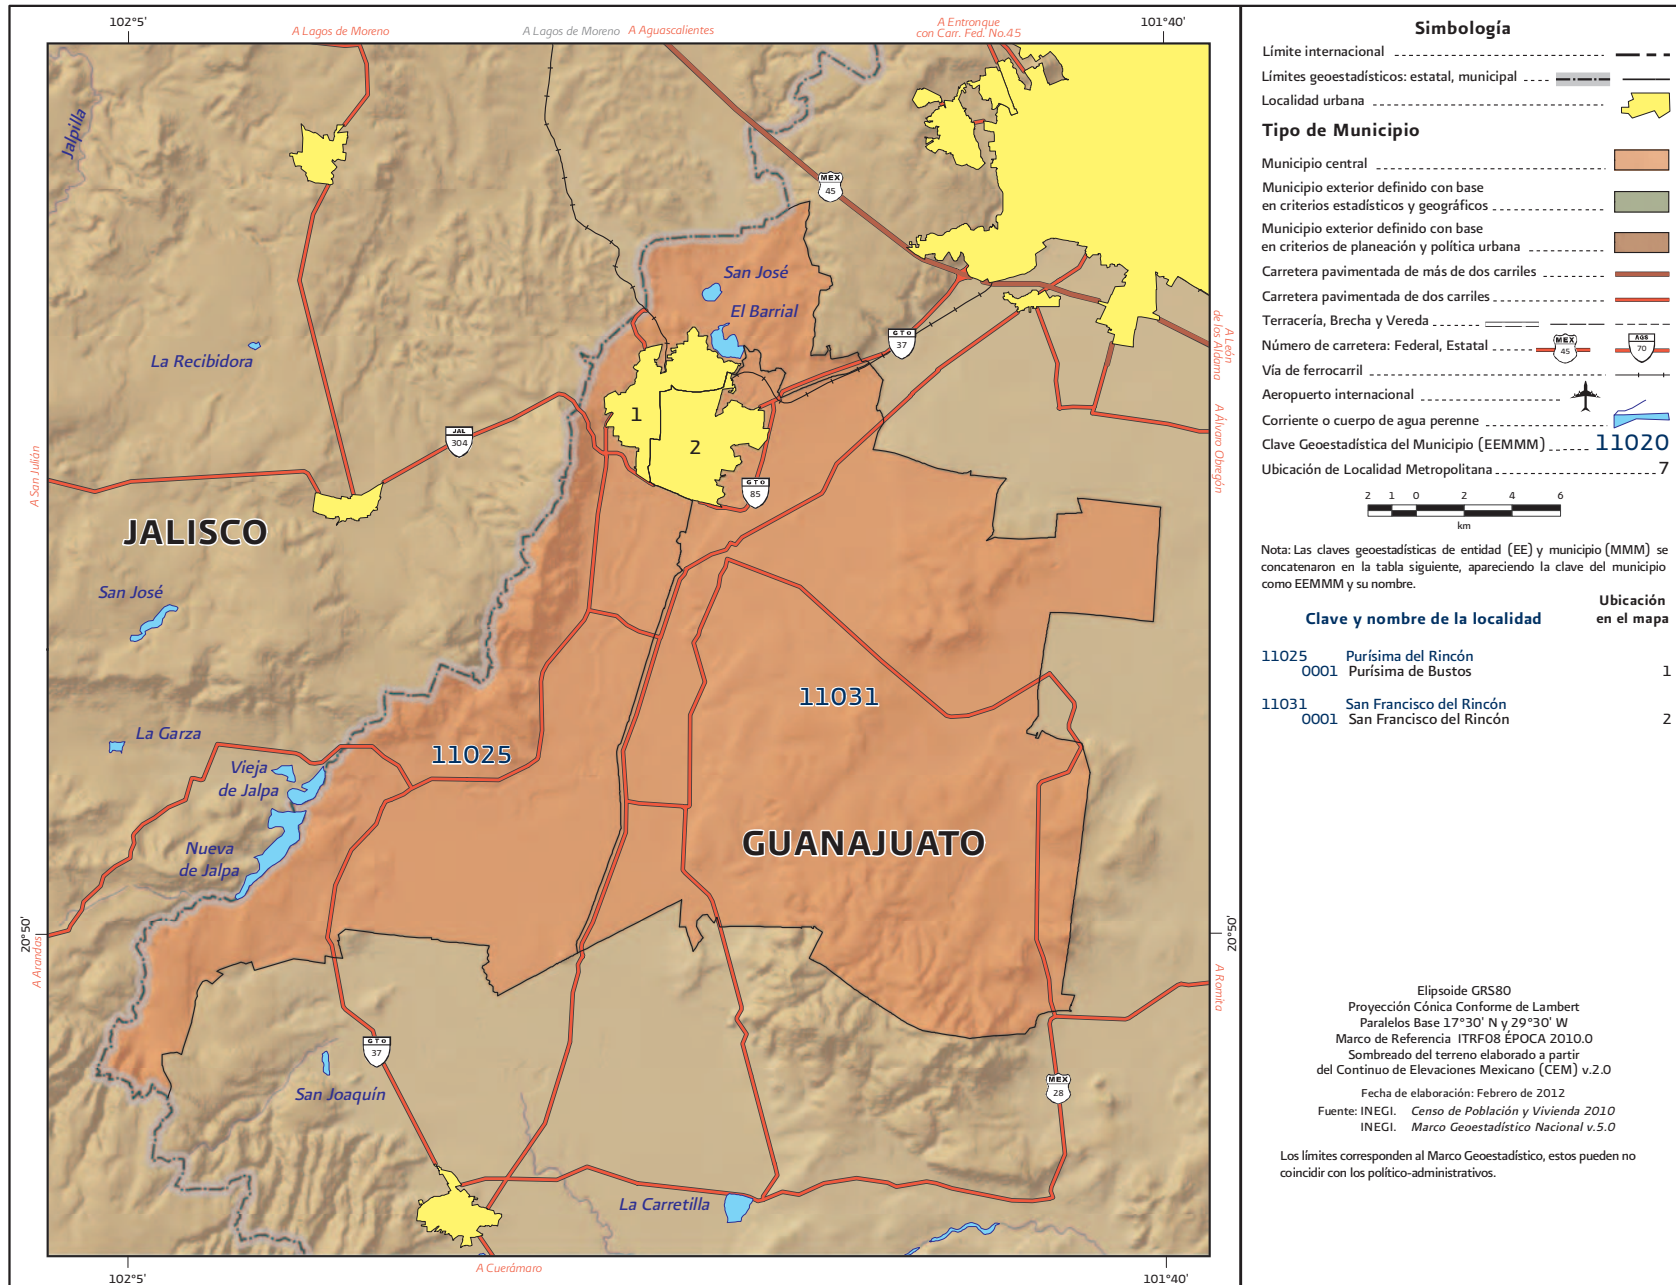 102°5'
A Lagos de Moreno
A Lagos de Moreno
A Aguascalientes
A Entronque
con Carr. Fed. No.45
101°40'
Jalpilla
MEX
45
San José
El Barrial
La Recibidora
GTO
37
A León
de los Aldama
1
2
JAL
304
GTO
85
A San Julián
A Álvaro Obregón
JALISCO
San José
11031
La Garza
11025
Vieja
de Jalpa
GUANAJUATO
Nueva
de Jalpa
20°50'
20°50'
A Arandas
A Romita
GTO
37
San Joaquín
MEX
28
La Carretilla
A Cuerámaro
102°5'
101°40'
Simbología
Límite internacional
Límites geoestadísticos: estatal, municipal
Localidad urbana
Tipo de Municipio
Municipio central
Municipio exterior definido con base
en criterios estadísticos y geográficos
Municipio exterior definido con base
en criterios de planeación y política urbana
Carretera pavimentada de más de dos carriles
Carretera pavimentada de dos carriles
Terracería, Brecha y Vereda
Número de carretera: Federal, Estatal MEX 45 AGS 70
Vía de ferrocarril
Aeropuerto internacional
Corriente o cuerpo de agua perenne
Clave Geoestadística del Municipio (EEMMM) 11020
Ubicación de Localidad Metropolitana 7
2 1 0 2 4 6
km
Nota: Las claves geoestadísticas de entidad (EE) y municipio (MMM) se
concatenaron en la tabla siguiente, apareciendo la clave del municipio
como EEMMM y su nombre.
Clave y nombre de la localidad
Ubicación
en el mapa
11025 Purísima del Rincón
0001 Purísima de Bustos 1
11031 San Francisco del Rincón
0001 San Francisco del Rincón 2
Elipsoide GRS80
Proyección Cónica Conforme de Lambert
Paralelos Base 17°30' N y 29°30' W
Marco de Referencia ITRF08 ÉPOCA 2010.0
Sombreado del terreno elaborado a partir
del Continuo de Elevaciones Mexicano (CEM) v.2.0
Fecha de elaboración: Febrero de 2012
Fuente: INEGI. Censo de Población y Vivienda 2010
INEGI. Marco Geoestadístico Nacional v.5.0
Los límites corresponden al Marco Geoestadístico, estos pueden no
coincidir con los político-administrativos.